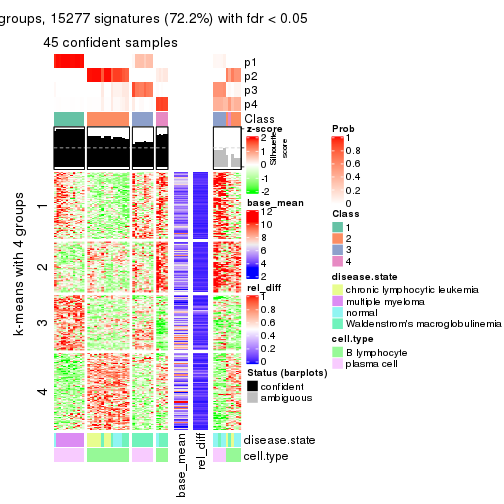 groups, 15277 signatures (72.2%) with fdr < 0.05
45 confident samples
p1
p2
p3
p4
Class
Silhouette
score
k-means with 4 groups
1
2
3
4
disease.state
cell.type
base_mean
rel_diff
z-score
2
1
0
-1
-2
base_mean
12
10
8
6
4
2
rel_diff
1
0.8
0.6
0.4
0.2
0
Status (barplots)
confident
ambiguous
Prob
1
0.8
0.6
0.4
0.2
0
Class
1
2
3
4
disease.state
chronic lymphocytic leukemia
multiple myeloma
normal
Waldenstrom's macroglobulinemia
cell.type
B lymphocyte
plasma cell